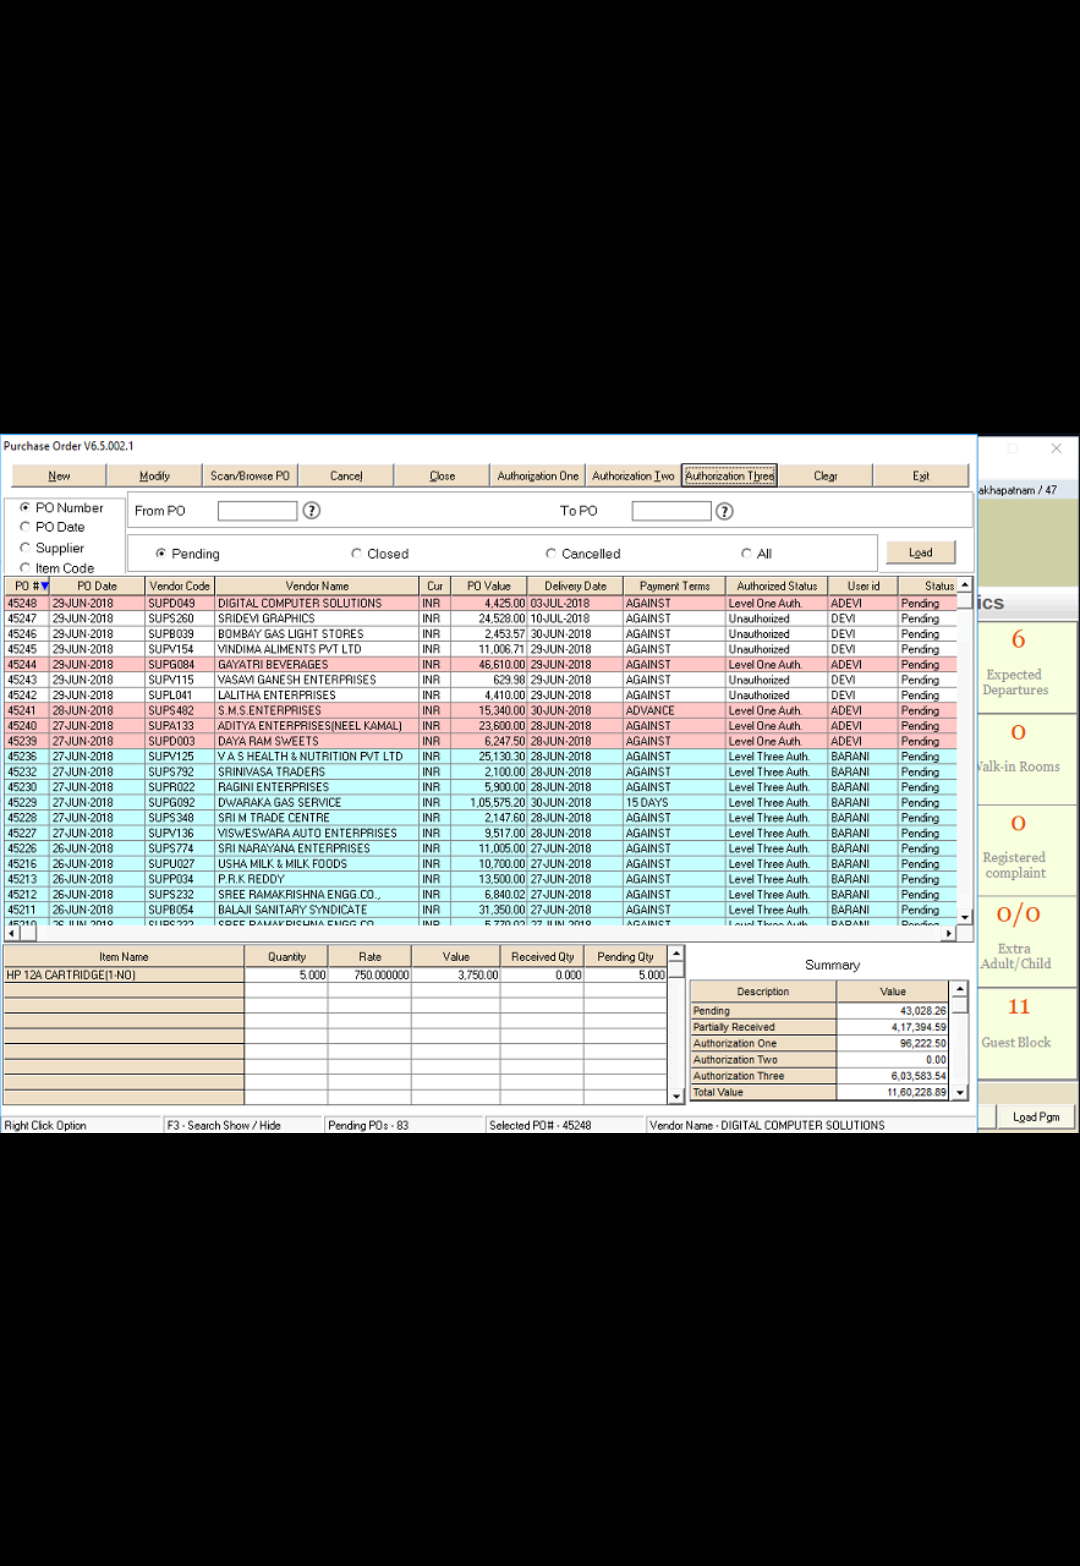 Purchase Order V6.5.002.1
New Modify Scan/Browse PO Cancel Close Authorization One Authorization Two Authorization Three Clear Exit
akhapatnam / 47
PO Number From PO To PO
PO Date
Supplier
Item Code
Pending Closed Cancelled All Load
PO # PO Date Vendor Code Vendor Name Cur PO Value Delivery Date Payment Terms Authorized Status User id Status
45248 29-JUN-2018 SUPD049 DIGITAL COMPUTER SOLUTIONS INR 4,425.00 03-JUL-2018 AGAINST Level One Auth. ADEVI Pending
45247 29-JUN-2018 SUPS260 SRIDEVI GRAPHICS INR 24,528.00 10-JUL-2018 AGAINST Unauthorized DEVI Pending
45246 29-JUN-2018 SUPB039 BOMBAY GAS LIGHT STORES INR 2,453.57 30-JUN-2018 AGAINST Unauthorized DEVI Pending
45245 29-JUN-2018 SUPV154 VINDIMA ALIMENTS PVT LTD INR 11,006.71 29-JUN-2018 AGAINST Unauthorized DEVI Pending
45244 29-JUN-2018 SUPG084 GAYATRI BEVERAGES INR 46,610.00 29-JUN-2018 AGAINST Level One Auth. ADEVI Pending
45243 29-JUN-2018 SUPV115 VASAVI GANESH ENTERPRISES INR 629.98 29-JUN-2018 AGAINST Unauthorized DEVI Pending
45242 29-JUN-2018 SUPL041 LALITHA ENTERPRISES INR 4,410.00 29-JUN-2018 AGAINST Unauthorized DEVI Pending
45241 28-JUN-2018 SUPS482 S.M.S.ENTERPRISES INR 15,340.00 30-JUN-2018 ADVANCE Level One Auth. ADEVI Pending
45240 27-JUN-2018 SUPA133 ADITYA ENTERPRISES(NEEL KAMAL) INR 23,600.00 28-JUN-2018 AGAINST Level One Auth. ADEVI Pending
45239 27-JUN-2018 SUPD003 DAYA RAM SWEETS INR 6,247.50 28-JUN-2018 AGAINST Level One Auth. ADEVI Pending
45236 27-JUN-2018 SUPV125 V A S HEALTH & NUTRITION PVT LTD INR 25,130.30 28-JUN-2018 AGAINST Level Three Auth. BARANI Pending
45232 27-JUN-2018 SUPS792 SRINIVASA TRADERS INR 2,100.00 28-JUN-2018 AGAINST Level Three Auth. BARANI Pending
45230 27-JUN-2018 SUPR022 RAGINI ENTERPRISES INR 5,900.00 28-JUN-2018 AGAINST Level Three Auth. BARANI Pending
45229 27-JUN-2018 SUPG092 DWARAKA GAS SERVICE INR 1,05,575.20 30-JUN-2018 15 DAYS Level Three Auth. BARANI Pending
45228 27-JUN-2018 SUPS348 SRI M TRADE CENTRE INR 2,147.60 28-JUN-2018 AGAINST Level Three Auth. BARANI Pending
45227 27-JUN-2018 SUPV136 VISWESWARA AUTO ENTERPRISES INR 9,517.00 28-JUN-2018 AGAINST Level Three Auth. BARANI Pending
45226 26-JUN-2018 SUPS774 SRI NARAYANA ENTERPRISES INR 11,005.00 27-JUN-2018 AGAINST Level Three Auth. BARANI Pending
45216 26-JUN-2018 SUPU027 USHA MILK & MILK FOODS INR 10,700.00 27-JUN-2018 AGAINST Level Three Auth. BARANI Pending
45213 26-JUN-2018 SUPP034 P.R.K REDDY INR 13,500.00 27-JUN-2018 AGAINST Level Three Auth. BARANI Pending
45212 26-JUN-2018 SUPS232 SREE RAMAKRISHNA ENGG.CO., INR 6,840.02 27-JUN-2018 AGAINST Level Three Auth. BARANI Pending
45211 26-JUN-2018 SUPB054 BALAJI SANITARY SYNDICATE INR 31,350.00 27-JUN-2018 AGAINST Level Three Auth. BARANI Pending
Item Name Quantity Rate Value Received Qty Pending Qty
HP 12A CARTRIDGE(1-NO) 5.000 750.000000 3,750.00 0.000 5.000
Summary
Description Value
Pending 43,028.26
Partially Received 4,17,394.59
Authorization One 96,222.50
Authorization Two 0.00
Authorization Three 6,03,583.54
Total Value 11,60,228.89
Right Click Option F3 - Search Show / Hide Pending POs - 83 Selected PO# - 45248 Vendor Name - DIGITAL COMPUTER SOLUTIONS
ics
6
Expected
Departures
0
Walk-in Rooms
0
Registered
complaint
0/0
Extra
Adult/Child
11
Guest Block
Load Pgm